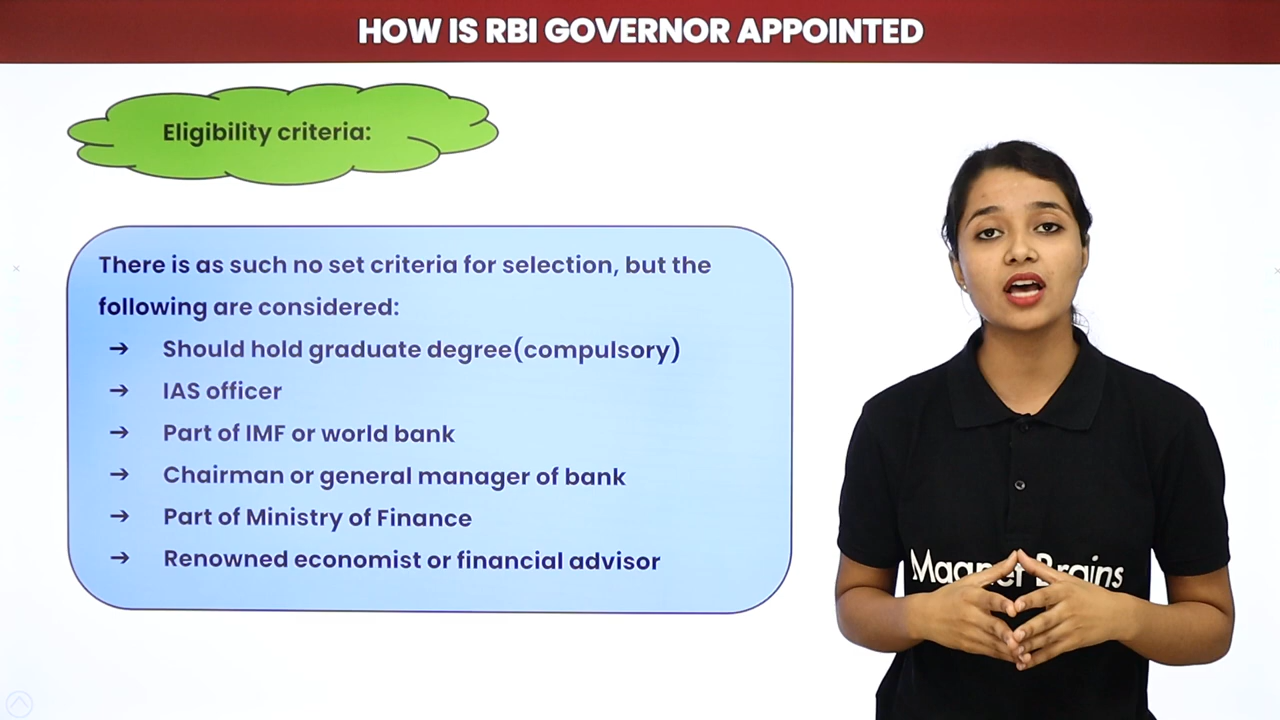 HOW IS RBI GOVERNOR APPOINTED
Eligibility criteria:
There is as such no set criteria for selection, but the
following are considered:
→ Should hold graduate degree(compulsory)
→ IAS officer
→ Part of IMF or world bank
→ Chairman or general manager of bank
→ Part of Ministry of Finance
→ Renowned economist or financial advisor
Magnet Brains